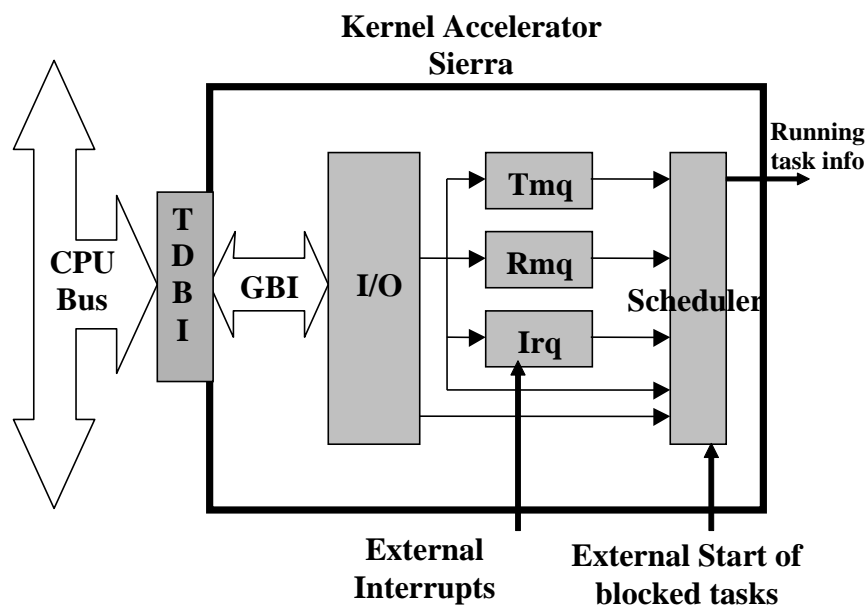 Kernel Accelerator
Sierra
Running
task info
T
D
B
I
CPU
Bus
GBI
I/O
Tmq
Rmq
Irq
Scheduler
External
Interrupts
External Start of
blocked tasks